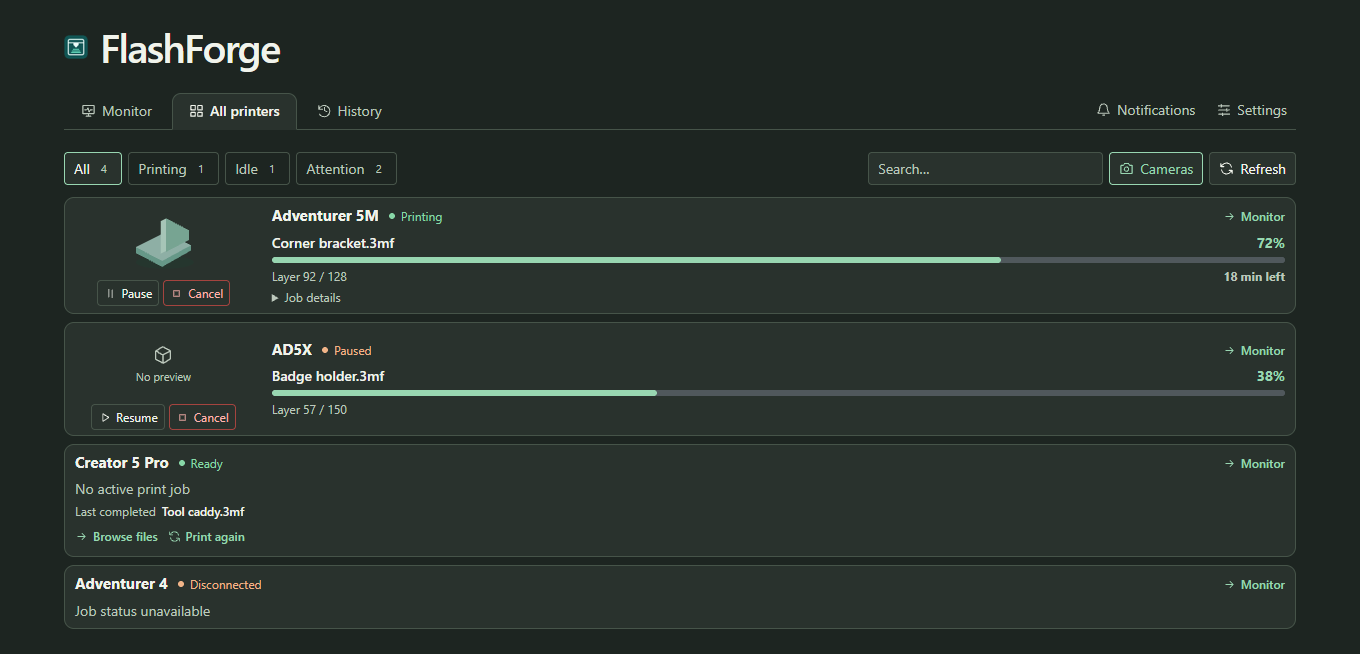 FlashForge
Monitor All printers History Notifications Settings
All 4 Printing 1 Idle 1 Attention 2 Search... Cameras Refresh
Adventurer 5M Printing Monitor
Corner bracket.3mf 72%
Layer 92 / 128 18 min left
Pause Cancel Job details
AD5X Paused Monitor
No preview Badge holder.3mf 38%
Layer 57 / 150
Resume Cancel
Creator 5 Pro Ready Monitor
No active print job
Last completed Tool caddy.3mf
Browse files Print again
Adventurer 4 Disconnected Monitor
Job status unavailable